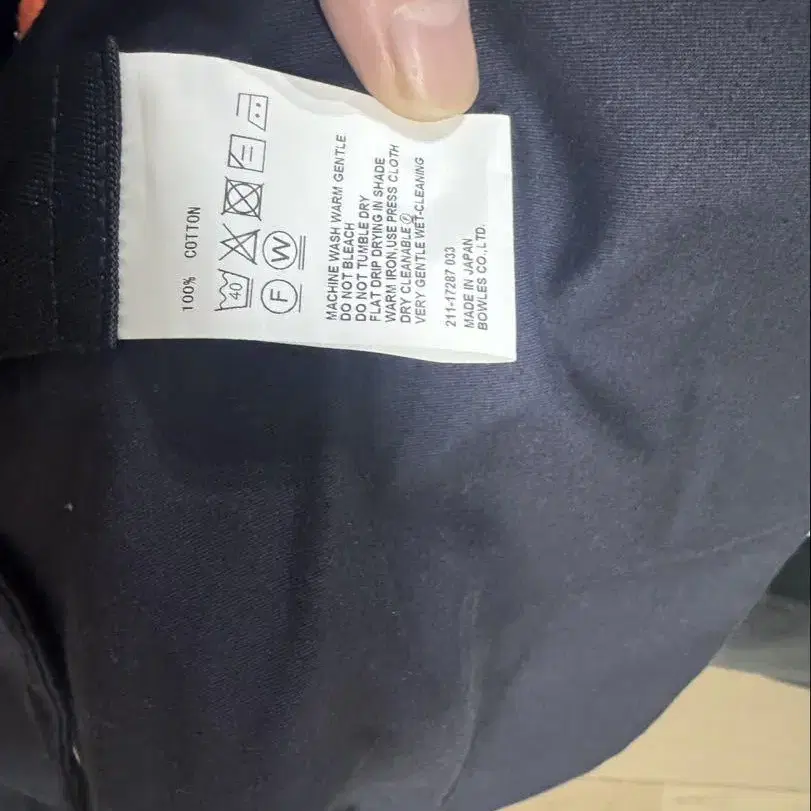 100% COTTON
40
F W
MACHINE WASH WARM GENTLE
DO NOT BLEACH
DO NOT TUMBLE DRY
FLAT DRIP DRYING IN SHADE
WARM IRON,USE PRESS CLOTH
DRY CLEANABLE Ⓕ
VERY GENTLE WET-CLEANING
211-17287 033
MADE IN JAPAN
BOWLES CO.,LTD.